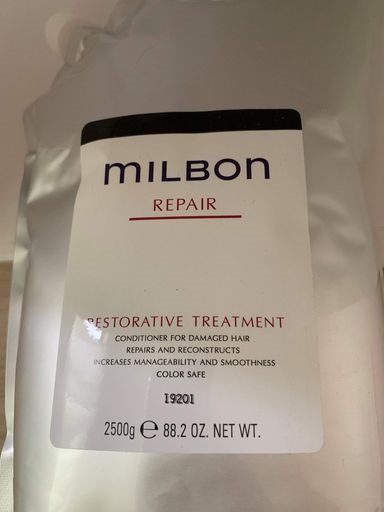 MILBON
REPAIR
RESTORATIVE TREATMENT
CONDITIONER FOR DAMAGED HAIR
REPAIRS AND RECONSTRUCTS
INCREASES MANAGEABILITY AND SMOOTHNESS
COLOR SAFE
19201
2500g ℮ 88.2 OZ. NET WT.